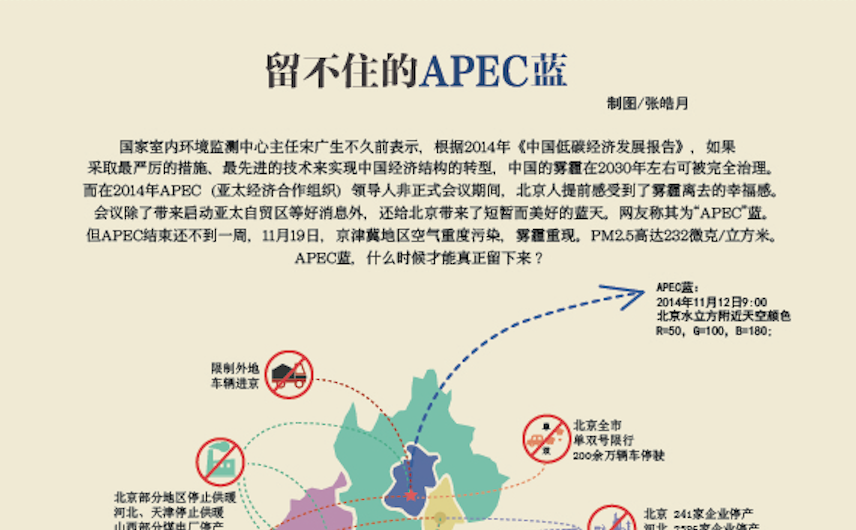 留不住的APEC蓝
制图/张皓月
国家室内环境监测中心主任宋广生不久前表示，根据2014年《中国低碳经济发展报告》，如果
采取最严厉的措施、最先进的技术来实现中国经济结构的转型，中国的雾霾在2030年左右可被完全治理。
而在2014年APEC（亚太经济合作组织）领导人非正式会议期间，北京人提前感受到了雾霾离去的幸福感。
会议除了带来启动亚太自贸区等好消息外，还给北京带来了短暂而美好的蓝天。网友称其为“APEC”蓝。
但APEC结束还不到一周，11月19日，京津冀地区空气重度污染，雾霾重现。PM2.5高达232微克/立方米。
APEC蓝，什么时候才能真正留下来？
APEC蓝：
2014年11月12日9:00
北京水立方附近天空颜色
R=50，G=100，B=180；
限制外地
车辆进京
单
双
北京全市
单双号限行
200余万辆车停驶
北京部分地区停止供暖
河北、天津停止供暖
山西部分煤电厂停产
北京 241家企业停产
河北 2386家企业停产